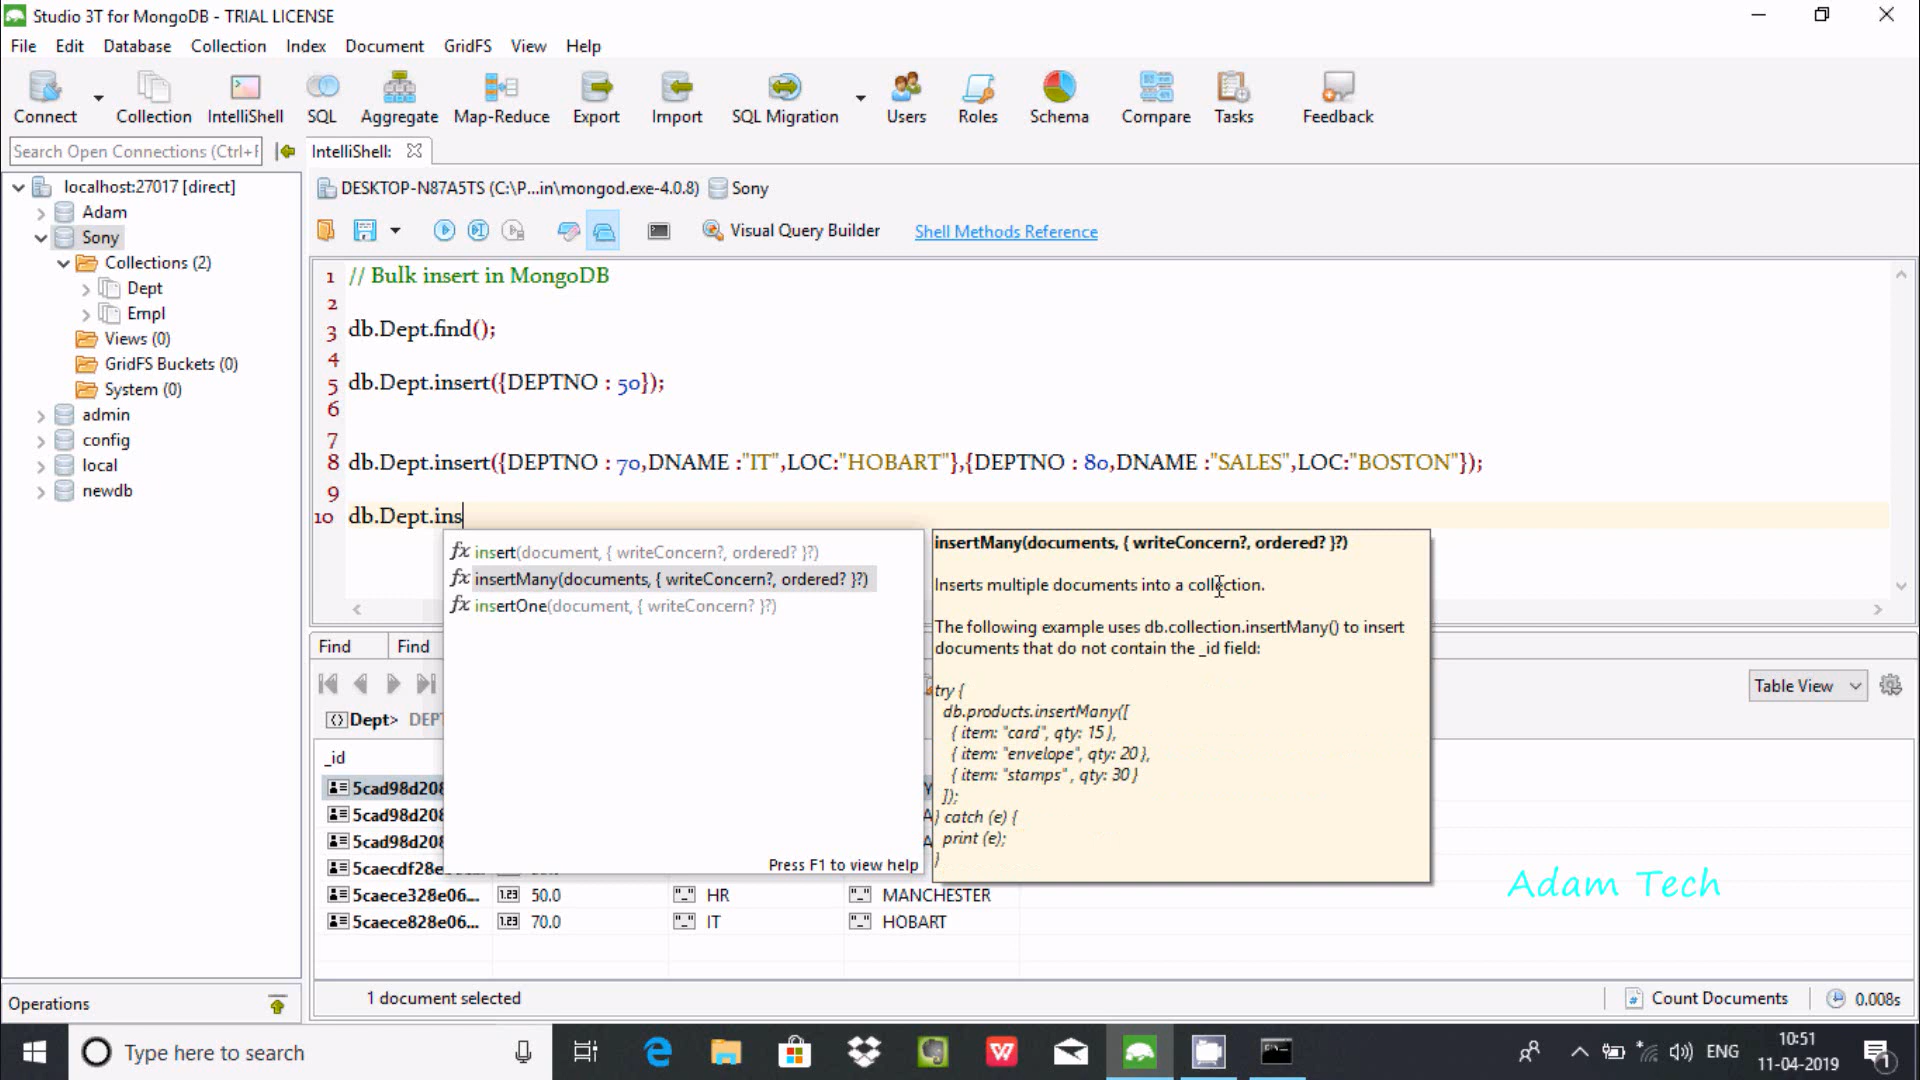 Studio 3T for MongoDB - TRIAL LICENSE
File Edit Database Collection Index Document GridFS View Help
Connect Collection IntelliShell SQL Aggregate Map-Reduce Export Import SQL Migration Users Roles Schema Compare Tasks Feedback
Search Open Connections (Ctrl+F
IntelliShell:
localhost:27017 [direct]
Adam
Sony
Collections (2)
Dept
Empl
Views (0)
GridFS Buckets (0)
System (0)
admin
config
local
newdb
Operations
DESKTOP-N87A5TS (C:\P...in\mongod.exe-4.0.8) Sony
Visual Query Builder Shell Methods Reference
1 // Bulk insert in MongoDB
2
3 db.Dept.find();
4
5 db.Dept.insert({DEPTNO : 50});
6
7
8 db.Dept.insert({DEPTNO : 70,DNAME :"IT",LOC:"HOBART"},{DEPTNO : 80,DNAME :"SALES",LOC:"BOSTON"});
9
10 db.Dept.ins
fx insert(document, { writeConcern?, ordered? }?)
fx insertMany(documents, { writeConcern?, ordered? }?)
fx insertOne(document, { writeConcern? }?)
Press F1 to view help
insertMany(documents, { writeConcern?, ordered? }?)
Inserts multiple documents into a collection.
The following example uses db.collection.insertMany() to insert
documents that do not contain the _id field:
try {
db.products.insertMany([
{ item: "card", qty: 15 },
{ item: "envelope", qty: 20 },
{ item: "stamps" , qty: 30 }
]);
} catch (e) {
print (e);
}
Find Find
Table View
Dept> DEPT
_id
5cad98d208
5cad98d208
5cad98d208
5caecdf28e
5caece328e06... 50.0 HR MANCHESTER
5caece828e06... 70.0 IT HOBART
Adam Tech
1 document selected
Count Documents 0.008s
Type here to search
ENG
10:51
11-04-2019
1